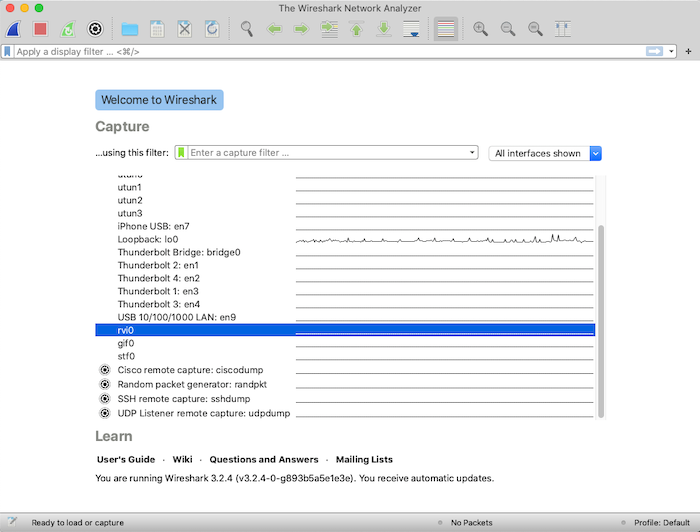 The Wireshark Network Analyzer
Apply a display filter ... <⌘/>
+
Welcome to Wireshark
Capture
...using this filter:
Enter a capture filter ...
All interfaces shown
utun0
utun1
utun2
utun3
iPhone USB: en7
Loopback: lo0
Thunderbolt Bridge: bridge0
Thunderbolt 2: en1
Thunderbolt 4: en2
Thunderbolt 1: en3
Thunderbolt 3: en4
USB 10/100/1000 LAN: en9
rvi0
gif0
stf0
Cisco remote capture: ciscodump
Random packet generator: randpkt
SSH remote capture: sshdump
UDP Listener remote capture: udpdump
Learn
User's Guide · Wiki · Questions and Answers · Mailing Lists
You are running Wireshark 3.2.4 (v3.2.4-0-g893b5a5e1e3e). You receive automatic updates.
Ready to load or capture
No Packets
Profile: Default